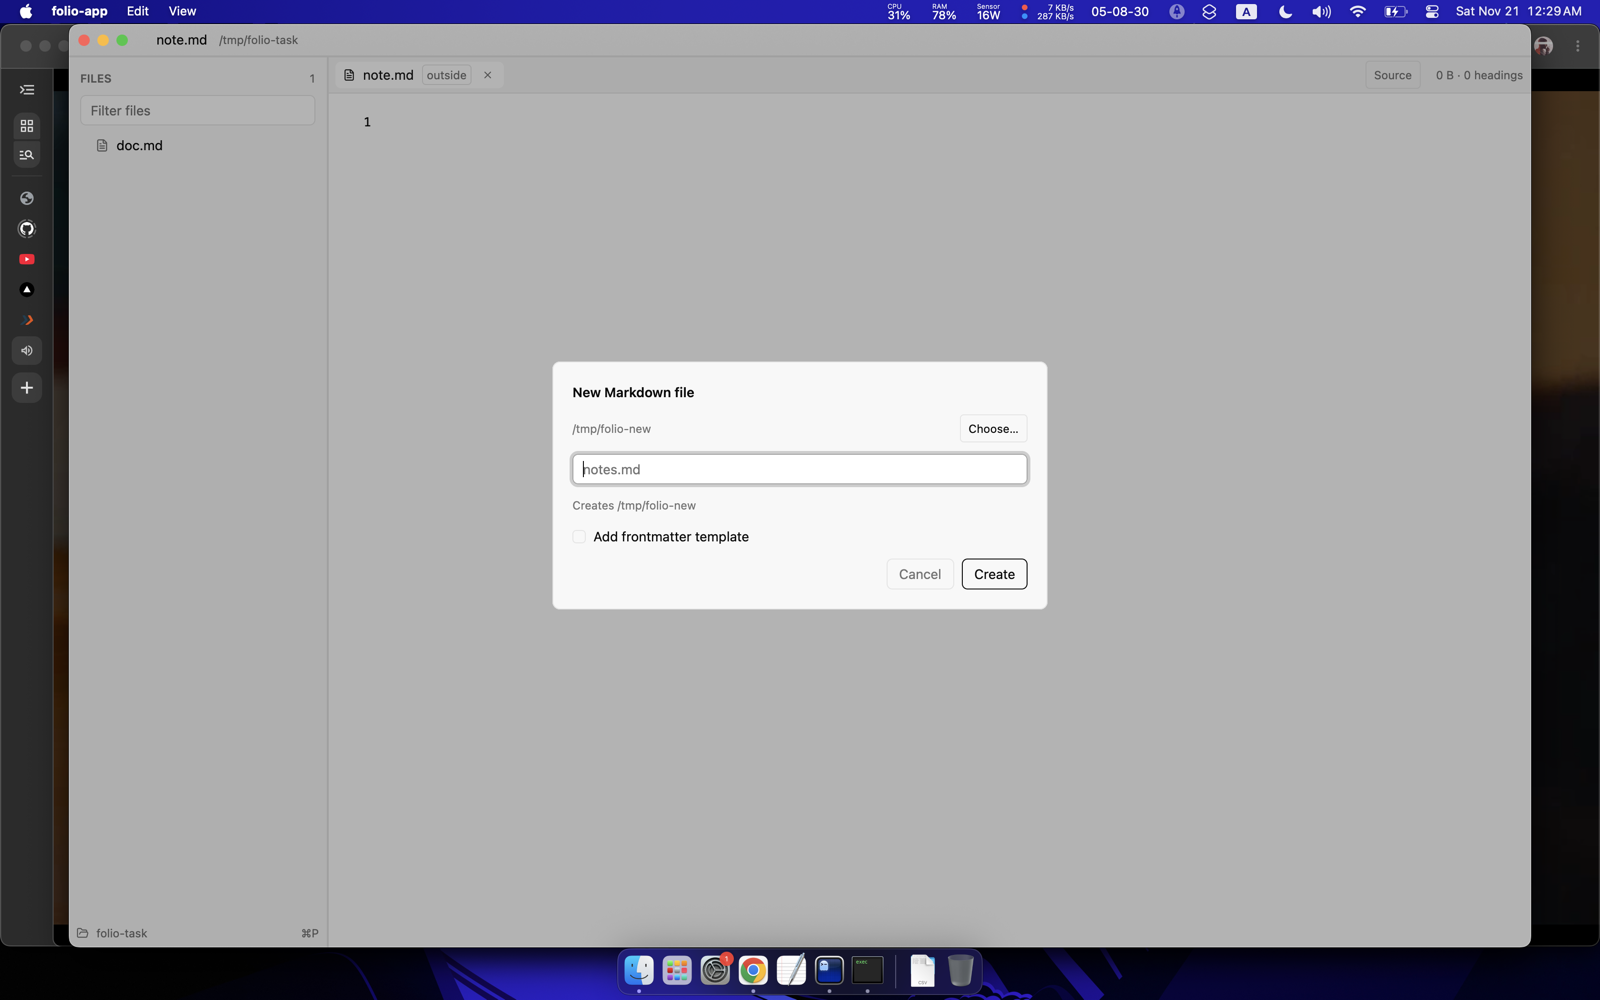 folio-app Edit View
CPU 31% RAM 78% Sensor 16W 7 KB/s 287 KB/s 05-08-30 A Sat Nov 21 12:29 AM
note.md /tmp/folio-task
FILES 1
note.md outside × Source 0 B · 0 headings
Filter files
1
doc.md
New Markdown file
/tmp/folio-new Choose...
notes.md
Creates /tmp/folio-new
Add frontmatter template
Cancel Create
folio-task ⌘P
1
exec
CSV